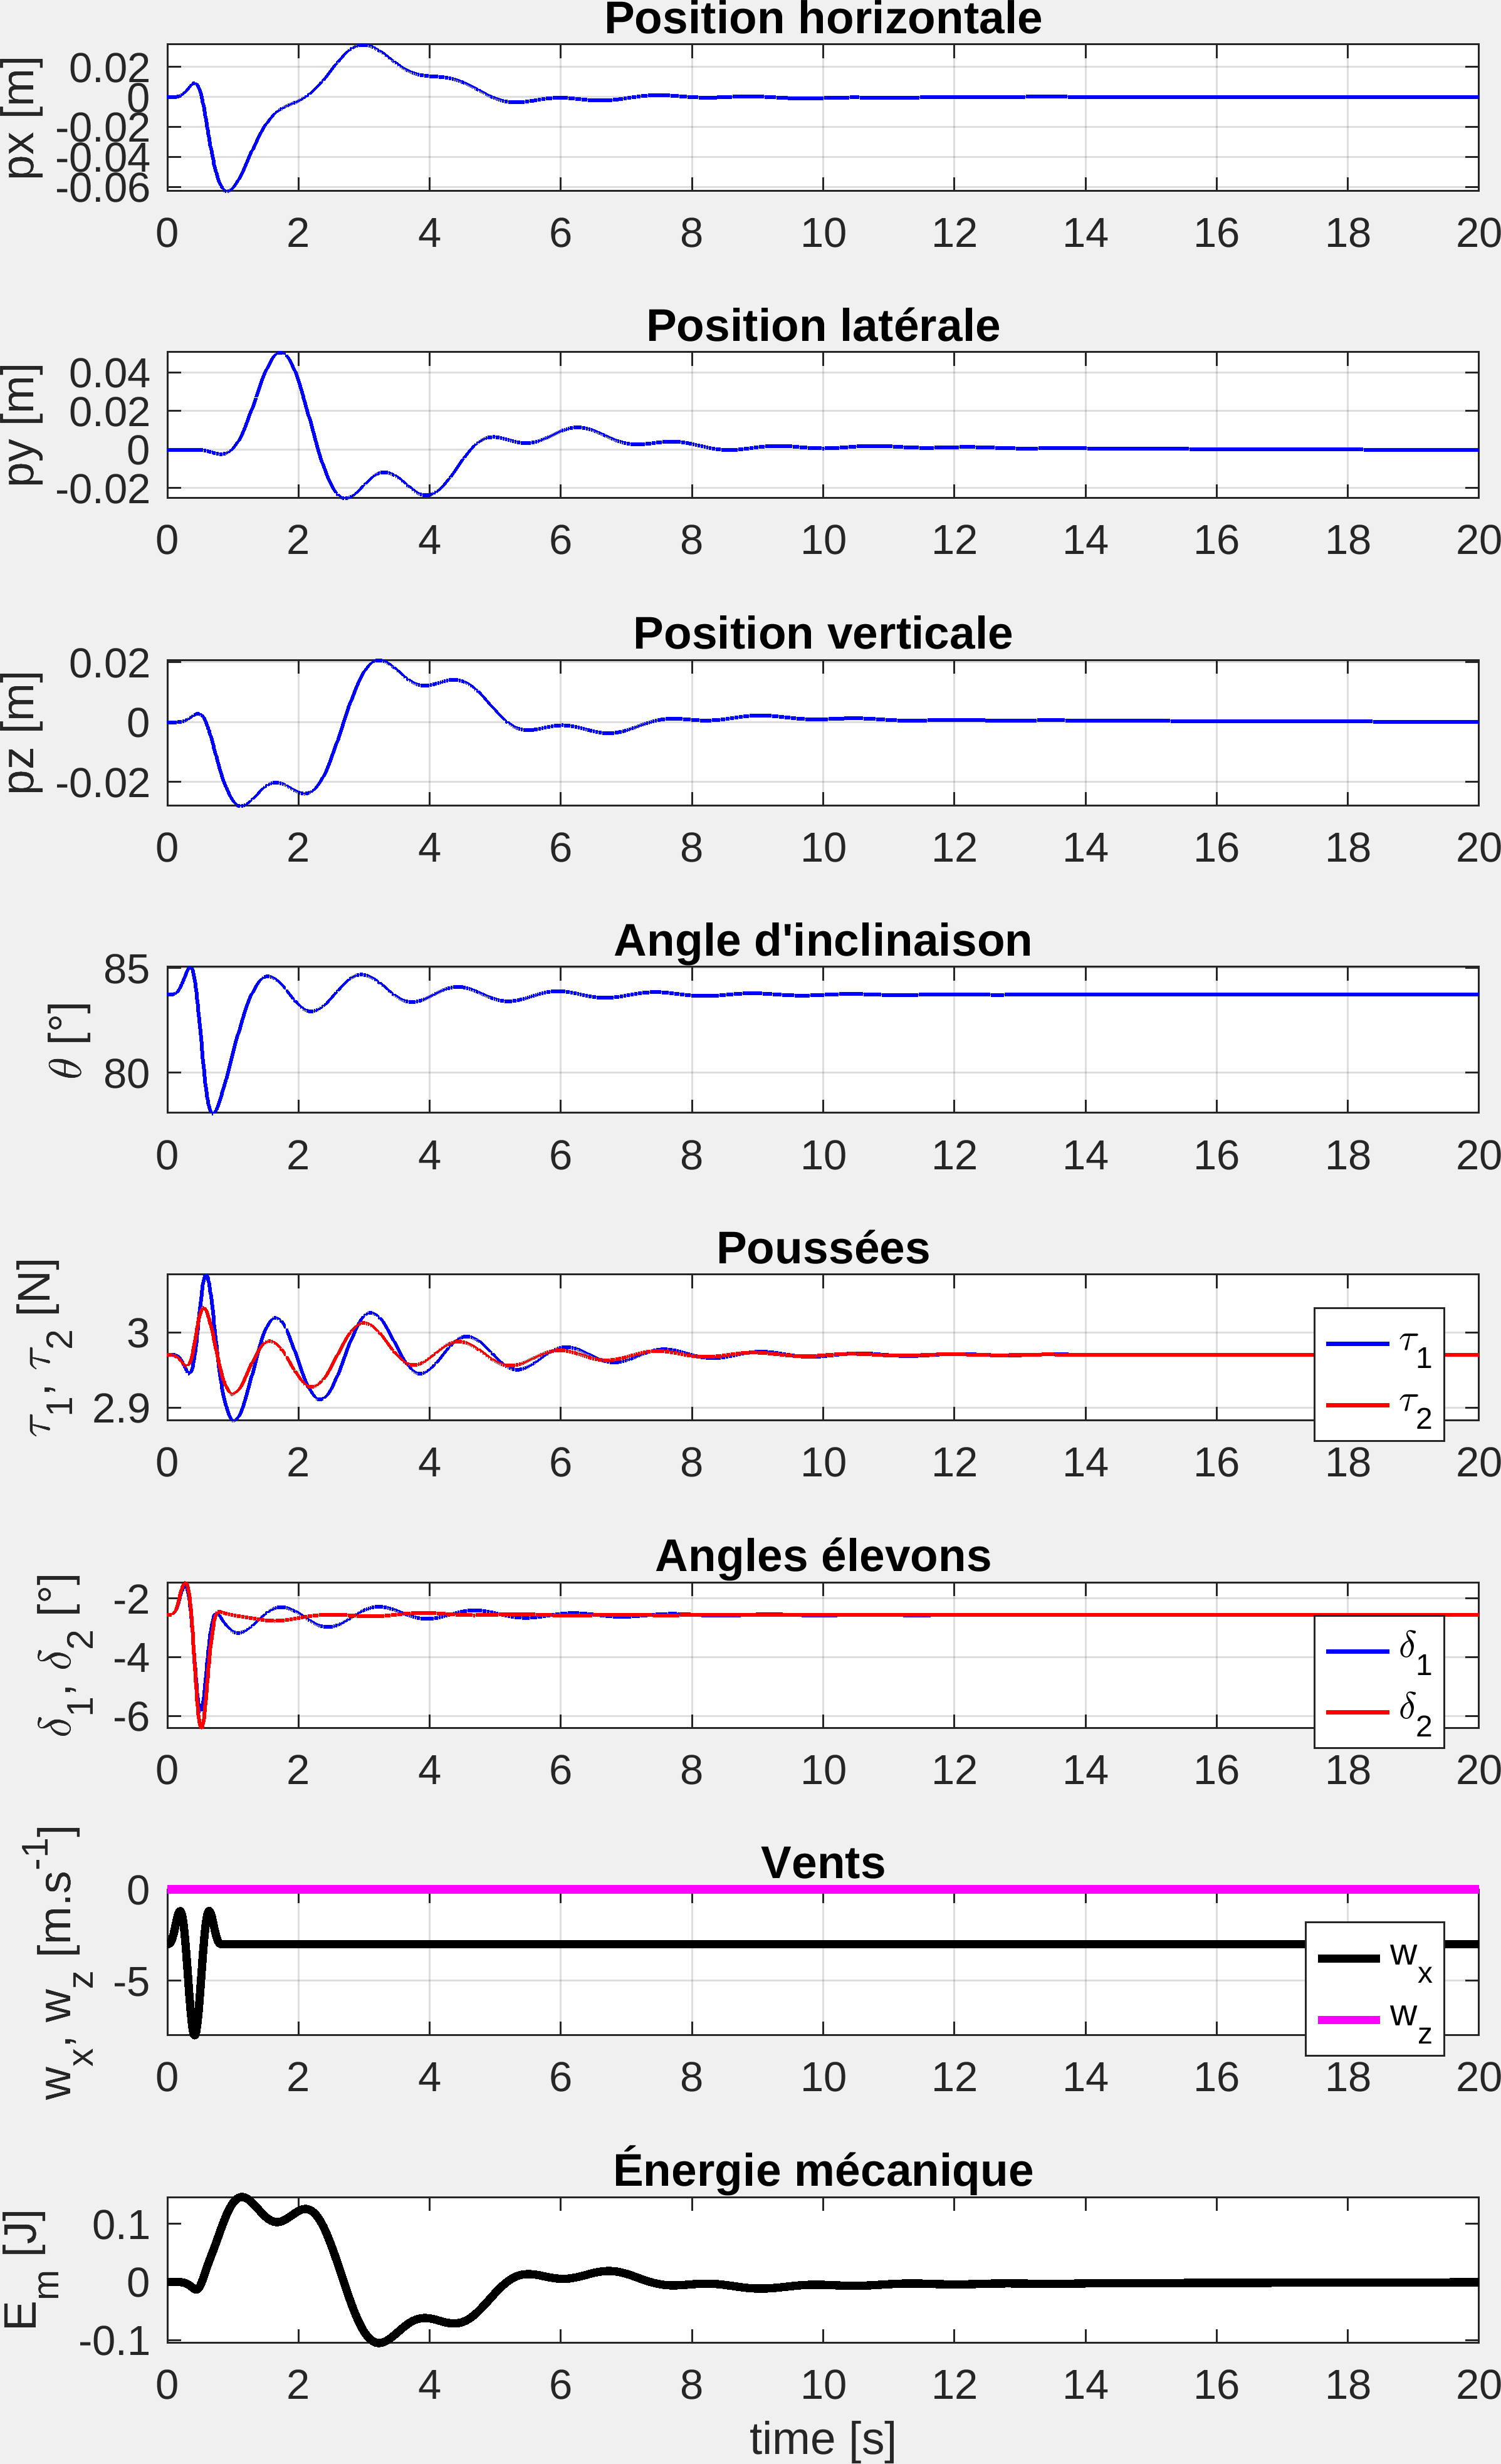 Position horizontale
px [m]
0.02
0
-0.02
-0.04
-0.06
0 2 4 6 8 10 12 14 16 18 20
Position latérale
py [m]
0.04
0.02
0
-0.02
0 2 4 6 8 10 12 14 16 18 20
Position verticale
pz [m]
0.02
0
-0.02
0 2 4 6 8 10 12 14 16 18 20
Angle d'inclinaison
θ [°]
85
80
0 2 4 6 8 10 12 14 16 18 20
Poussées
τ1, τ2 [N]
3
2.9
τ1
τ2
0 2 4 6 8 10 12 14 16 18 20
Angles élevons
δ1, δ2 [°]
-2
-4
-6
δ1
δ2
0 2 4 6 8 10 12 14 16 18 20
Vents
wx, wz [m.s-1]
0
-5
wx
wz
0 2 4 6 8 10 12 14 16 18 20
Énergie mécanique
Em [J]
0.1
0
-0.1
0 2 4 6 8 10 12 14 16 18 20
time [s]